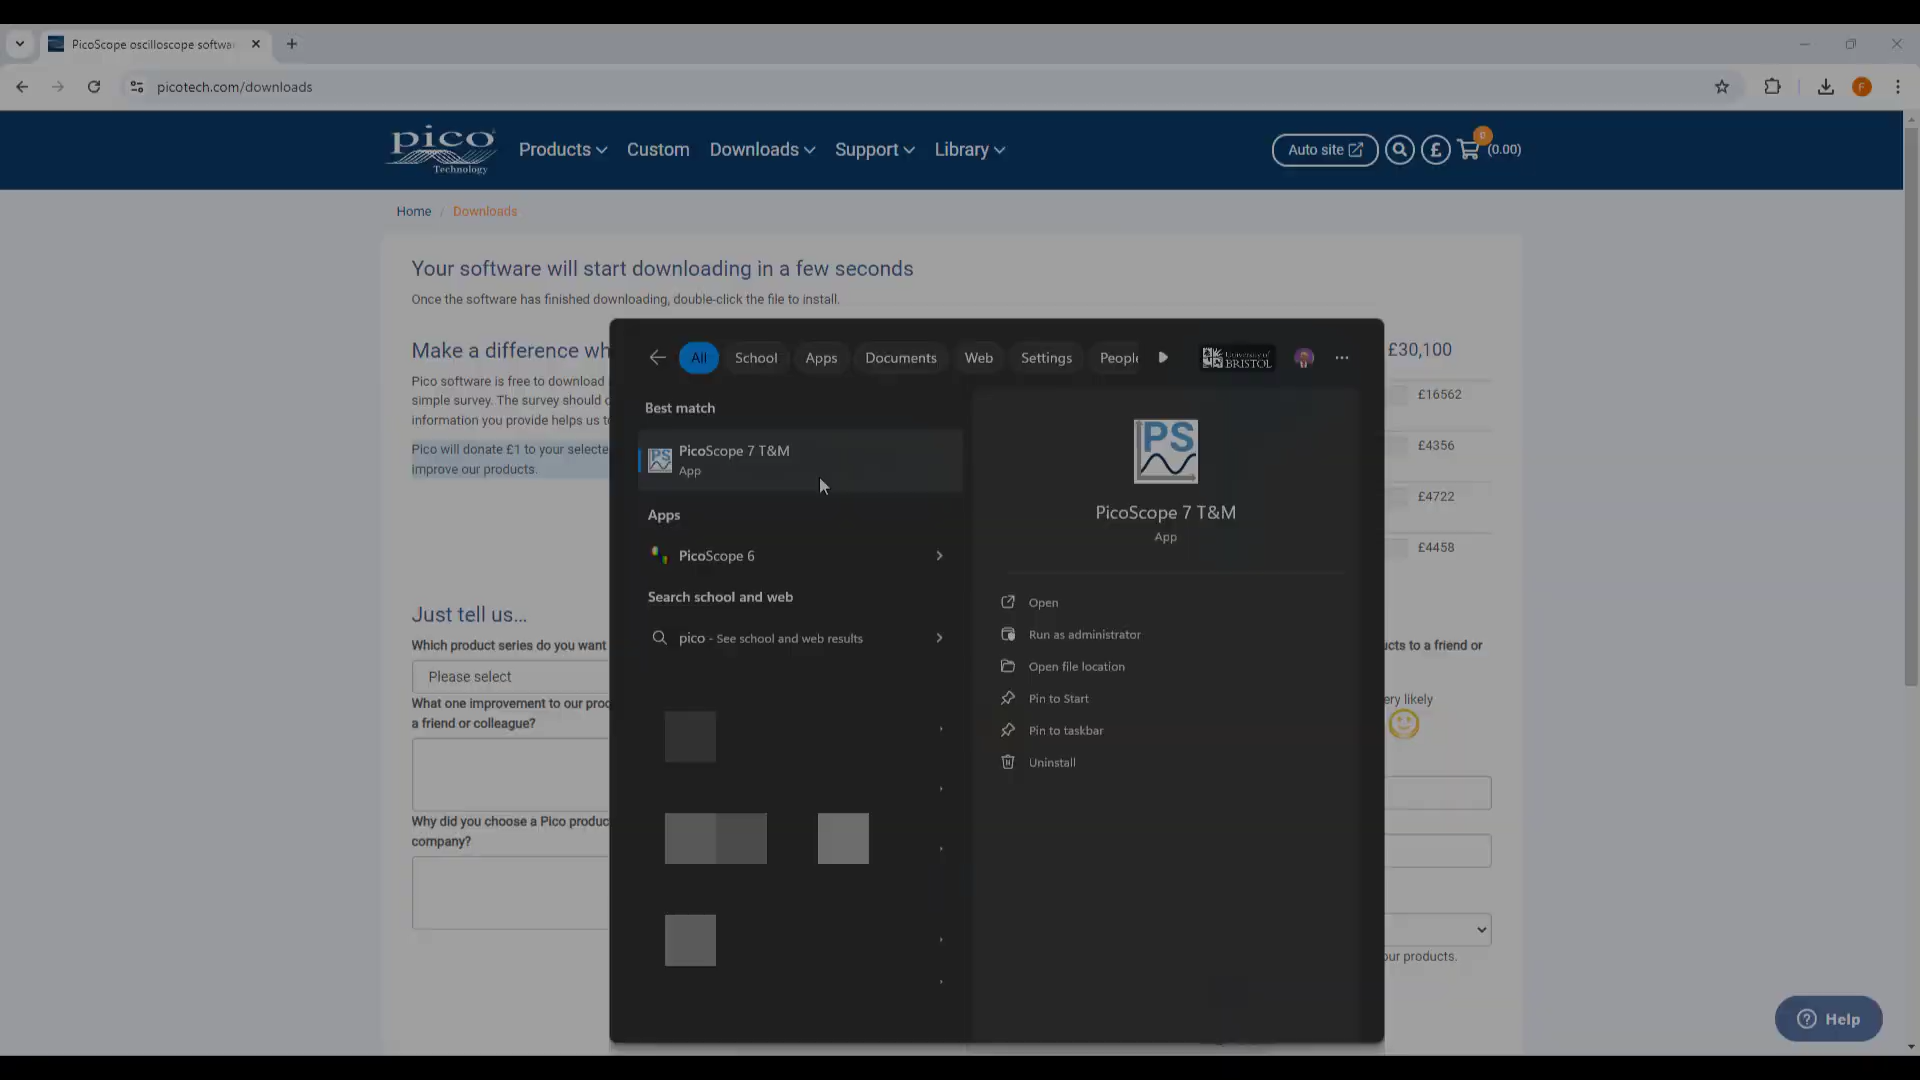 PicoScope oscilloscope softwa
picotech.com/downloads
pico
Technology
Products
Custom
Downloads
Support
Library
Auto site
£
0
(0.00)
Home / Downloads
Your software will start downloading in a few seconds
Once the software has finished downloading, double-click the file to install.
Make a difference wh
£30,100
Pico software is free to download
simple survey. The survey should
information you provide helps us to
Pico will donate £1 to your selecte
improve our products.
£16562
£4356
£4722
£4458
Just tell us...
Which product series do you want
Please select
What one improvement to our prod
a friend or colleague?
Why did you choose a Pico produc
company?
ucts to a friend or
ery likely
our products.
All
School
Apps
Documents
Web
Settings
People
University of
BRISTOL
Best match
PicoScope 7 T&M
App
Apps
PicoScope 6
Search school and web
pico - See school and web results
PS
PicoScope 7 T&M
App
Open
Run as administrator
Open file location
Pin to Start
Pin to taskbar
Uninstall
Help